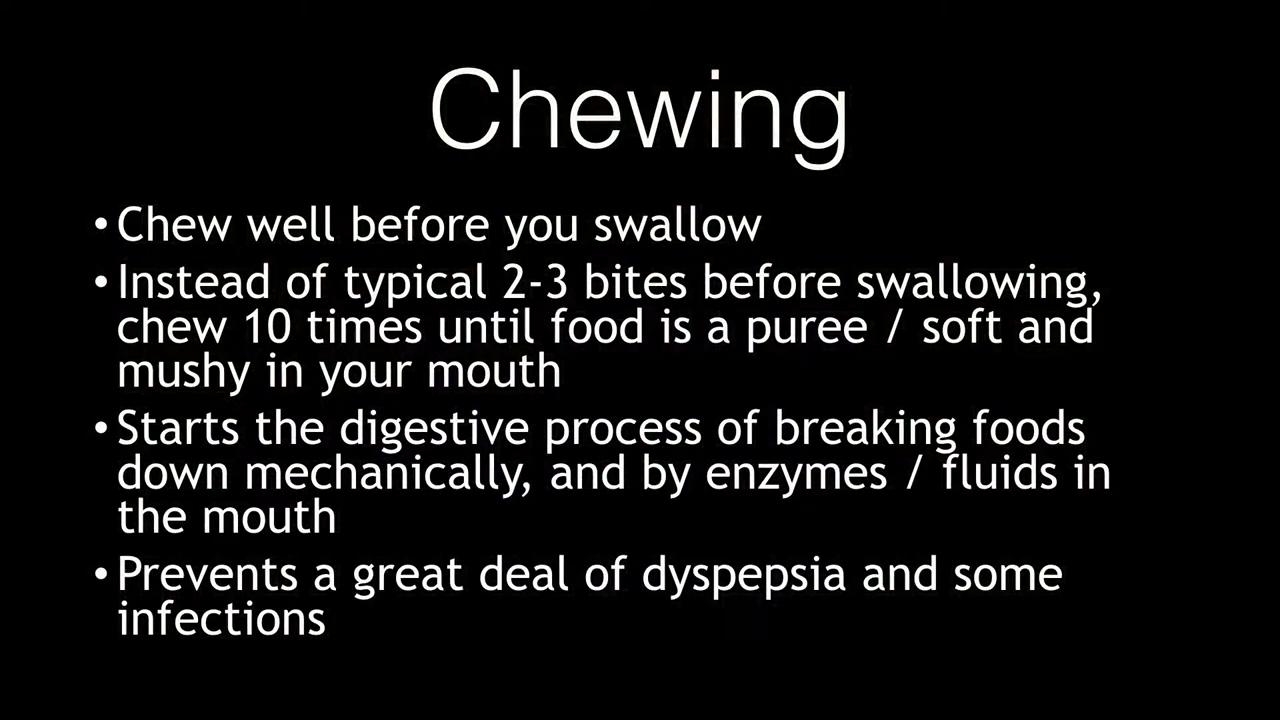 Chewing
• Chew well before you swallow
• Instead of typical 2-3 bites before swallowing,
chew 10 times until food is a puree / soft and
mushy in your mouth
• Starts the digestive process of breaking foods
down mechanically, and by enzymes / fluids in
the mouth
• Prevents a great deal of dyspepsia and some
infections